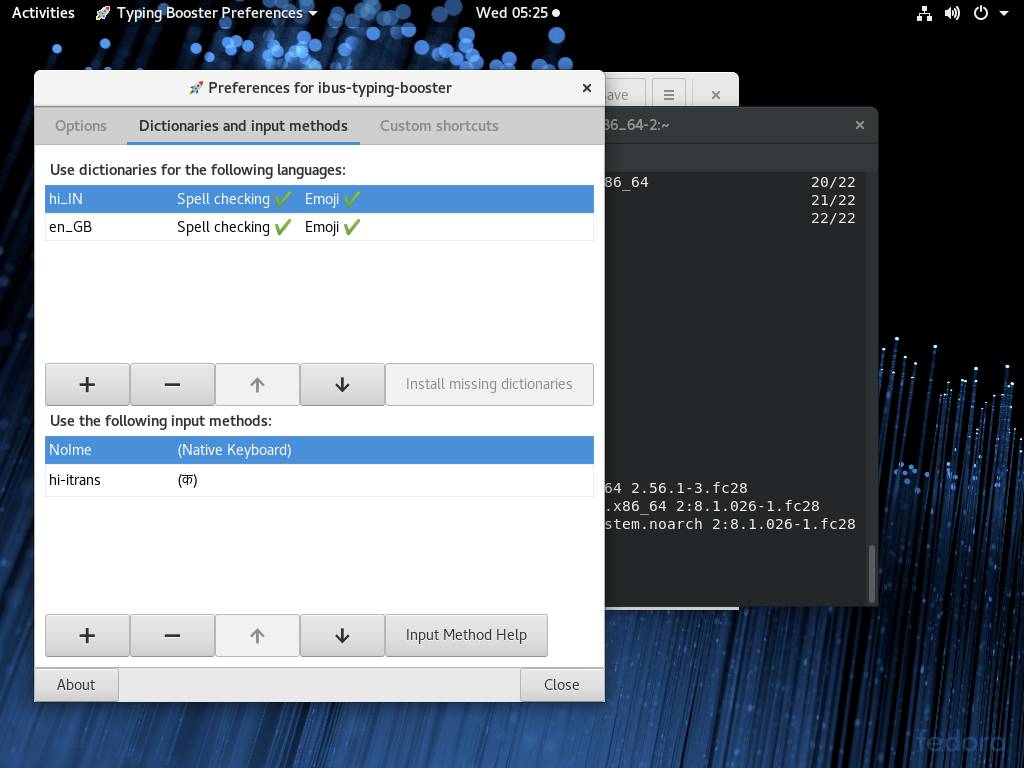 Activities Typing Booster Preferences Wed 05:25
Preferences for ibus-typing-booster
Options Dictionaries and input methods Custom shortcuts
Use dictionaries for the following languages:
hi_IN Spell checking ✔ Emoji ✔
en_GB Spell checking ✔ Emoji ✔
+ − ↑ ↓ Install missing dictionaries
Use the following input methods:
NoIme (Native Keyboard)
hi-itrans (क)
+ − ↑ ↓ Input Method Help
About Close
ave
86_64-2:~
86_64 20/22
21/22
22/22
64 2.56.1-3.fc28
.x86_64 2:8.1.026-1.fc28
stem.noarch 2:8.1.026-1.fc28
fedora